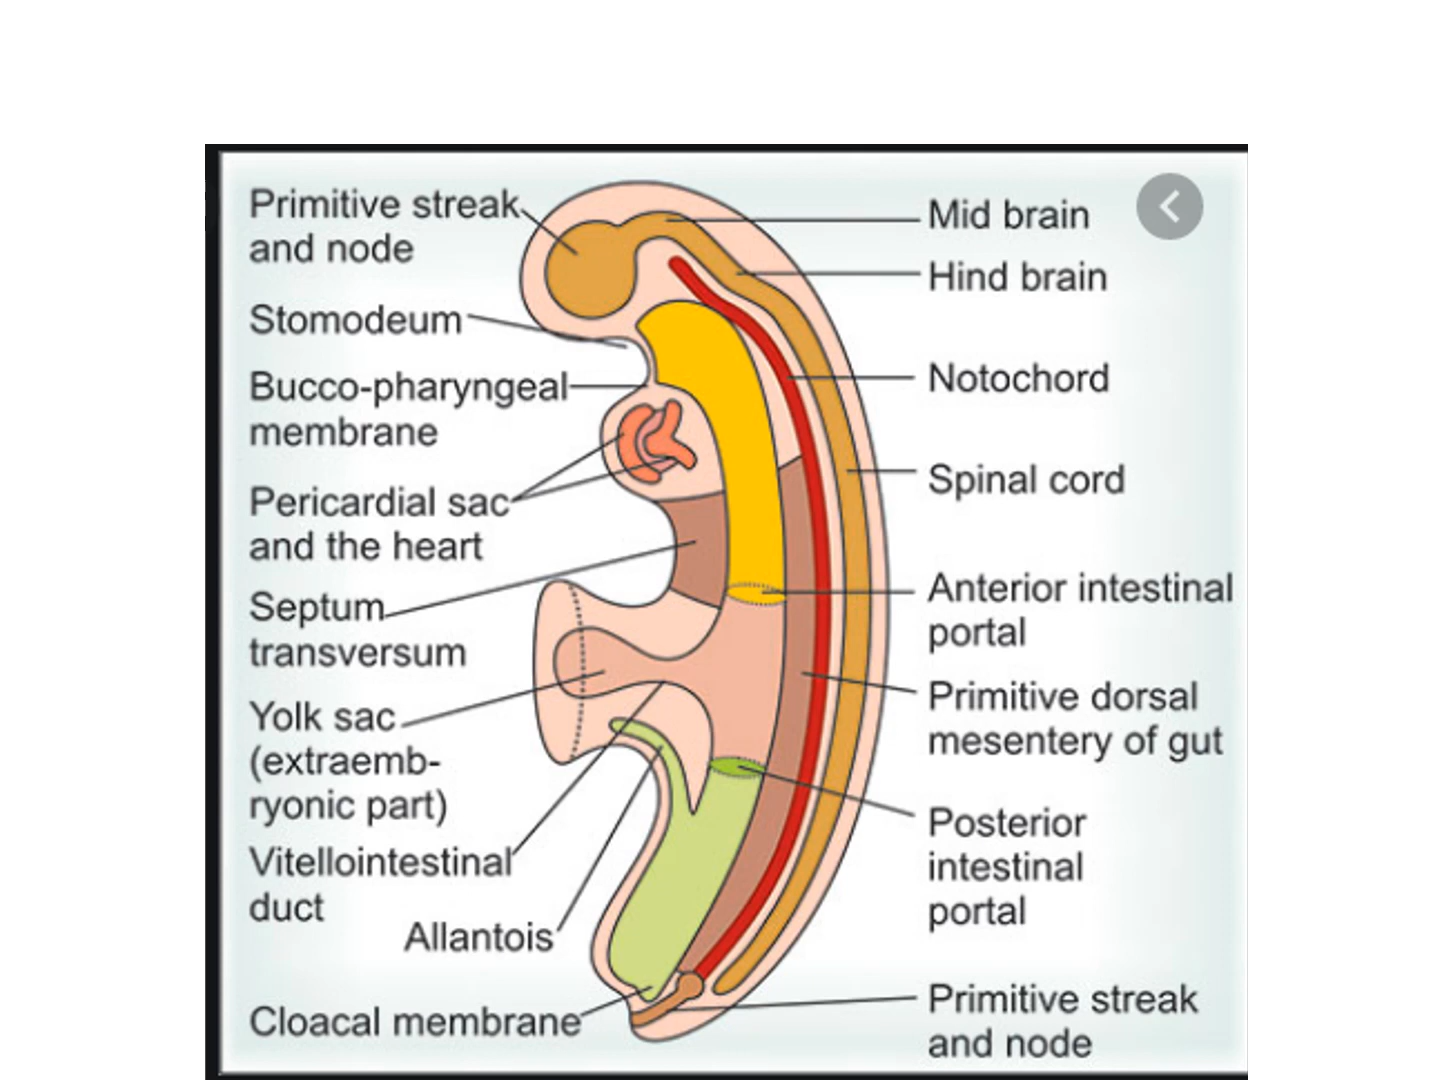 Primitive streak
and node
Stomodeum
Bucco-pharyngeal
membrane
Pericardial sac
and the heart
Septum
transversum
Yolk sac
(extraemb-
ryonic part)
Vitellointestinal
duct
Allantois
Cloacal membrane
Mid brain
Hind brain
Notochord
Spinal cord
Anterior intestinal
portal
Primitive dorsal
mesentery of gut
Posterior
intestinal
portal
Primitive streak
and node